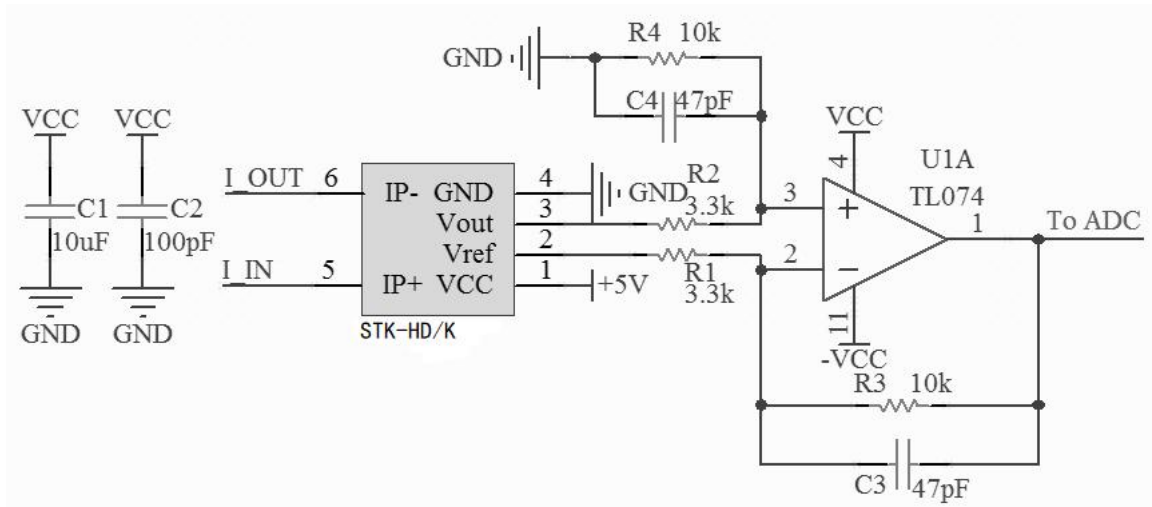 R4 10k
GND
C4 47pF
VCC
VCC
VCC
4
U1A
TL074
I_OUT 6
IP- GND
4
GND
R2
3.3k
C1
10uF
C2
100pF
Vout
3
3
+
1
To ADC
Vref
2
2
−
I_IN 5
IP+ VCC
1
+5V
R1
3.3k
GND
GND
STK-HD/K
11
-VCC
R3 10k
C3 47pF